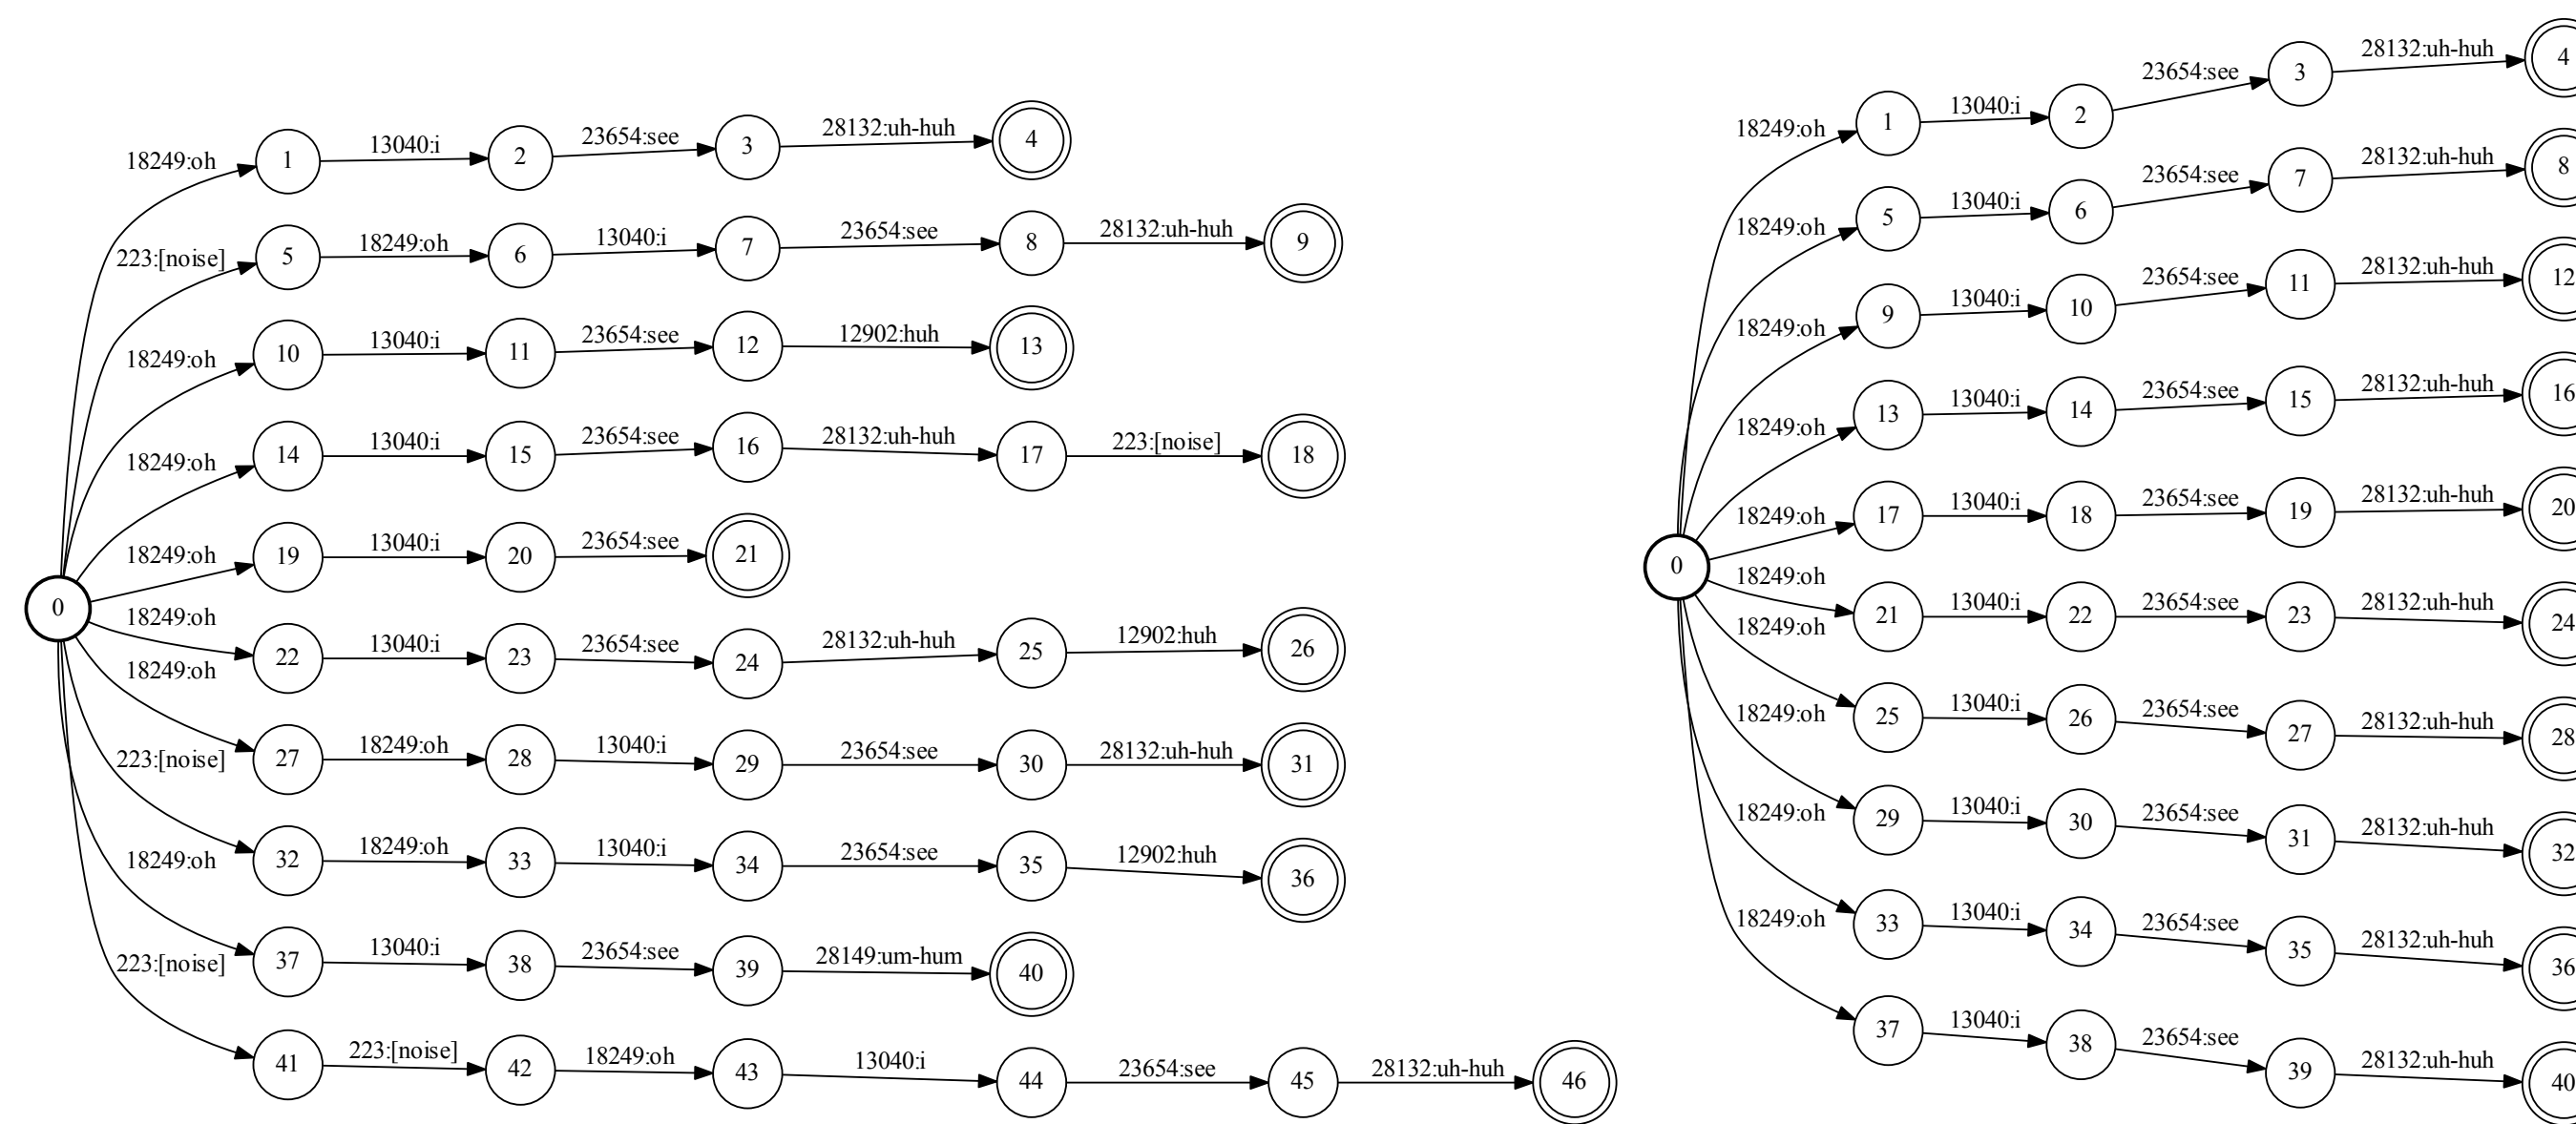 0
18249:oh 1 13040:i 2 23654:see 3 28132:uh-huh 4
223:[noise] 5 18249:oh 6 13040:i 7 23654:see 8 28132:uh-huh 9
18249:oh 10 13040:i 11 23654:see 12 12902:huh 13
18249:oh 14 13040:i 15 23654:see 16 28132:uh-huh 17 223:[noise] 18
18249:oh 19 13040:i 20 23654:see 21
18249:oh 22 13040:i 23 23654:see 24 28132:uh-huh 25 12902:huh 26
18249:oh 27 18249:oh 28 13040:i 29 23654:see 30 28132:uh-huh 31
223:[noise] 32 18249:oh 33 13040:i 34 23654:see 35 12902:huh 36
18249:oh 37 13040:i 38 23654:see 39 28149:um-hum 40
223:[noise] 41 223:[noise] 42 18249:oh 43 13040:i 44 23654:see 45 28132:uh-huh 46
0
18249:oh 1 13040:i 2 23654:see 3 28132:uh-huh 4
18249:oh 5 13040:i 6 23654:see 7 28132:uh-huh 8
18249:oh 9 13040:i 10 23654:see 11 28132:uh-huh 12
18249:oh 13 13040:i 14 23654:see 15 28132:uh-huh 16
18249:oh 17 13040:i 18 23654:see 19 28132:uh-huh 20
18249:oh 21 13040:i 22 23654:see 23 28132:uh-huh 24
18249:oh 25 13040:i 26 23654:see 27 28132:uh-huh 28
18249:oh 29 13040:i 30 23654:see 31 28132:uh-huh 32
18249:oh 33 13040:i 34 23654:see 35 28132:uh-huh 36
18249:oh 37 13040:i 38 23654:see 39 28132:uh-huh 40